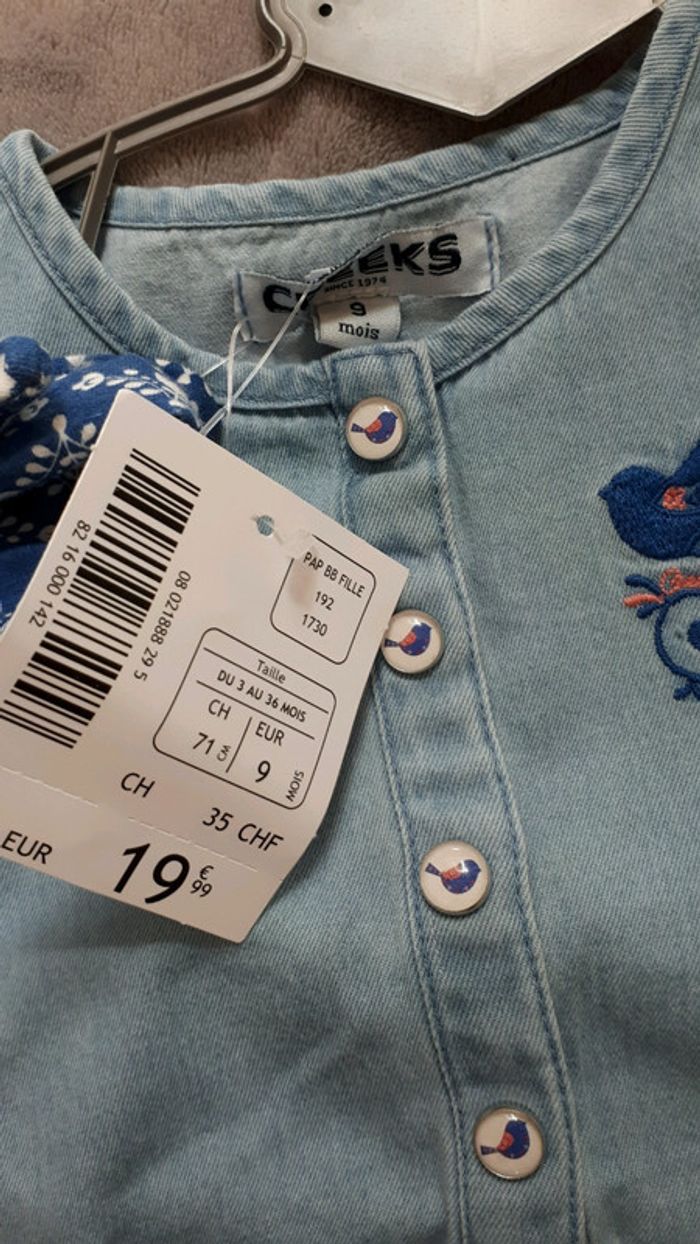 SINCE 1974
9
mois
82 16 000 142
08 021888 29 5
PAP BB FILLE
192
1730
Taille
DU 3 AU 36 MOIS
CH EUR
71 CM 9 MOIS
CH 35 CHF
EUR 19 €99